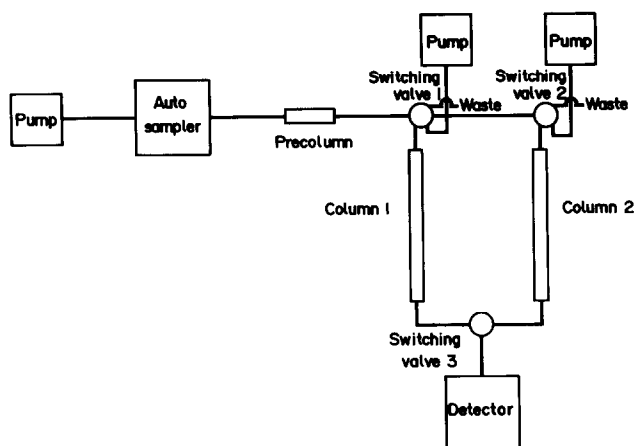 Pump
Pump
Switching
valve 1
Switching
valve 2
Waste
Waste
Pump
Auto
sampler
Precolumn
Column 1
Column 2
Switching
valve 3
Detector